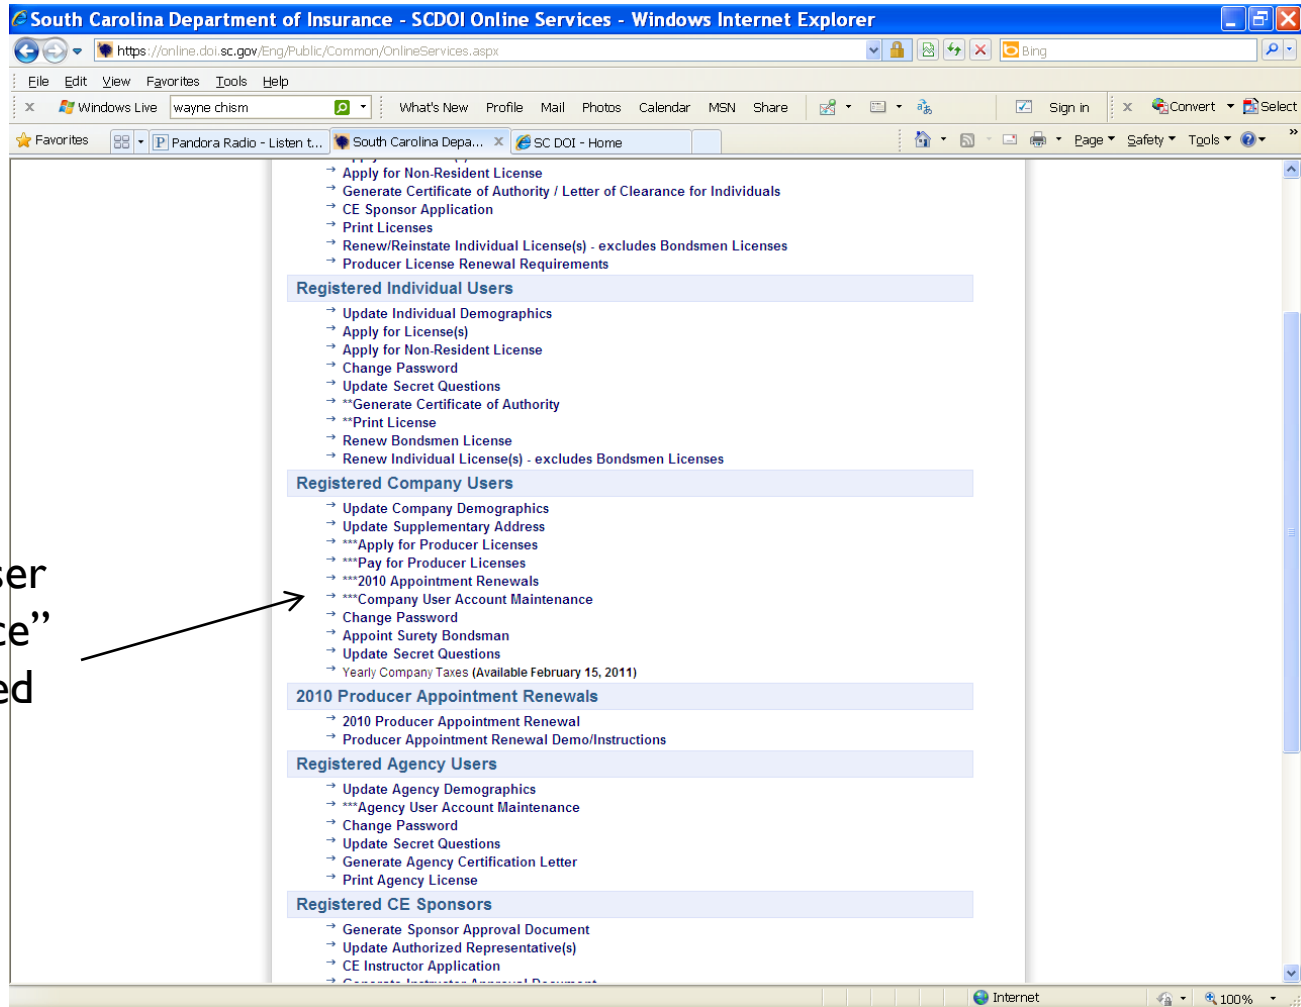 South Carolina Department of Insurance - SCDOI Online Services - Windows Internet Explorer
https://online.doi.sc.gov/Eng/Public/Common/OnlineServices.aspx
Bing
File Edit View Favorites Tools Help
x Windows Live wayne chism What's New Profile Mail Photos Calendar MSN Share Sign in x Convert Select
Favorites Pandora Radio - Listen t... South Carolina Depa... x SC DOI - Home Page Safety Tools »
Apply for Non-Resident License
Generate Certificate of Authority / Letter of Clearance for Individuals
CE Sponsor Application
Print Licenses
Renew/Reinstate Individual License(s) - excludes Bondsmen Licenses
Producer License Renewal Requirements
Registered Individual Users
Update Individual Demographics
Apply for License(s)
Apply for Non-Resident License
Change Password
Update Secret Questions
**Generate Certificate of Authority
**Print License
Renew Bondsmen License
Renew Individual License(s) - excludes Bondsmen Licenses
Registered Company Users
Update Company Demographics
Update Supplementary Address
***Apply for Producer Licenses
***Pay for Producer Licenses
***2010 Appointment Renewals
***Company User Account Maintenance
Change Password
Appoint Surety Bondsman
Update Secret Questions
Yearly Company Taxes (Available February 15, 2011)
ser
ce”
ed
2010 Producer Appointment Renewals
2010 Producer Appointment Renewal
Producer Appointment Renewal Demo/Instructions
Registered Agency Users
Update Agency Demographics
***Agency User Account Maintenance
Change Password
Update Secret Questions
Generate Agency Certification Letter
Print Agency License
Registered CE Sponsors
Generate Sponsor Approval Document
Update Authorized Representative(s)
CE Instructor Application
Generate Instructor Approval Document
Internet 100%